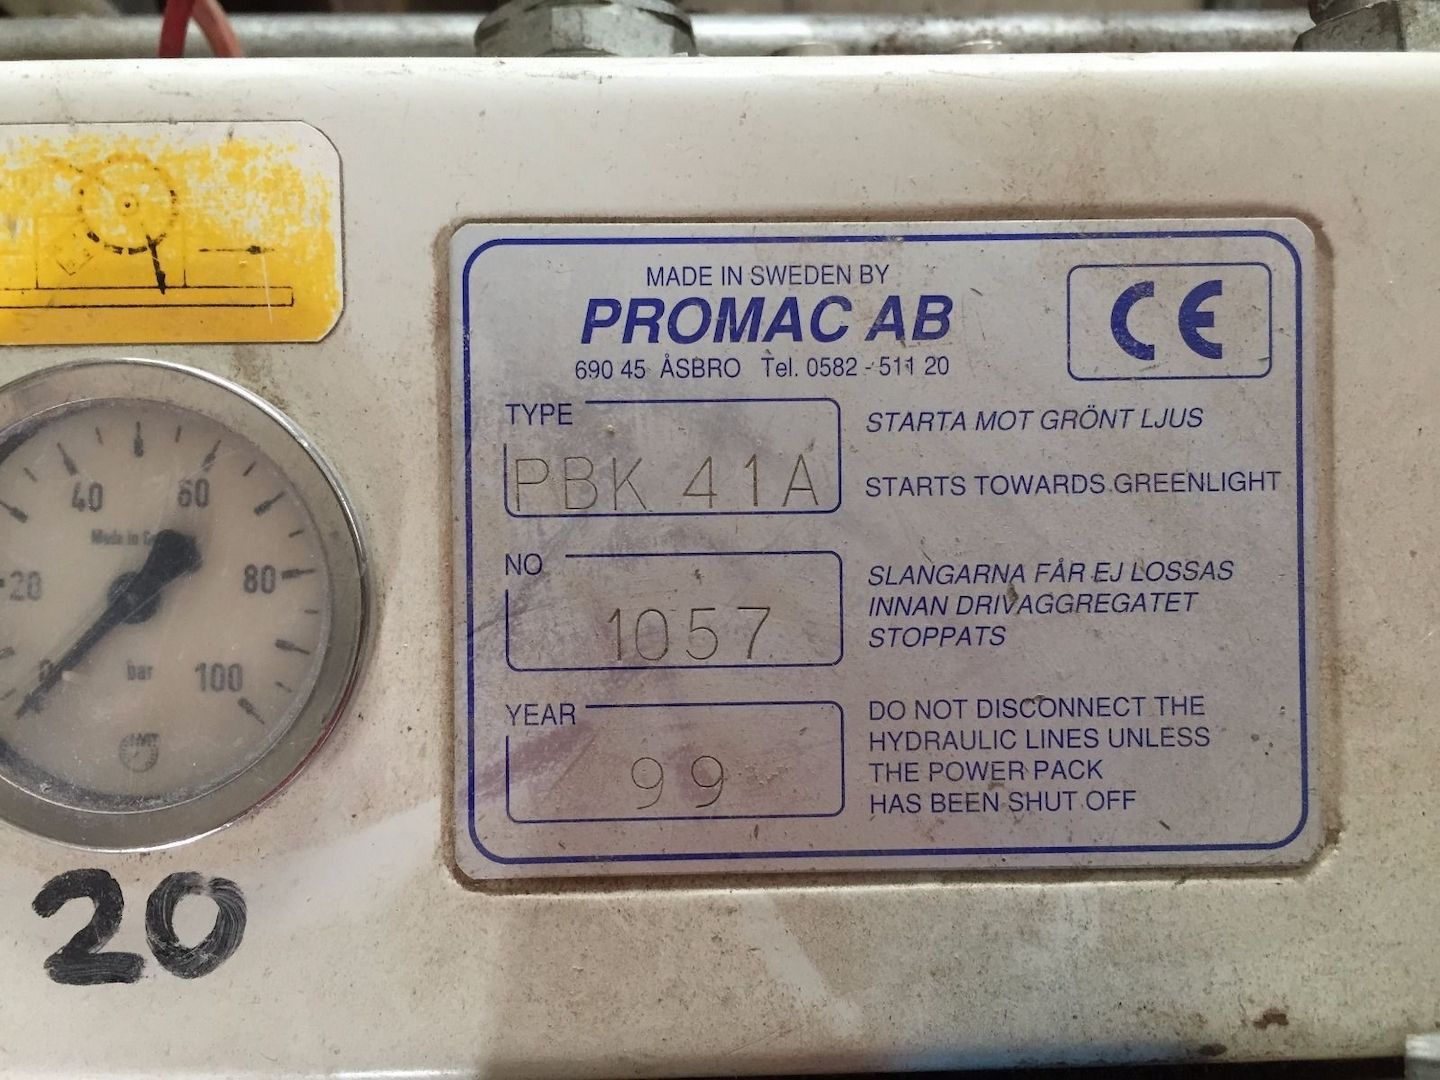 MADE IN SWEDEN BY
PROMAC AB
690 45 ÅSBRO Tel. 0582 - 511 20
CE
TYPE
PBK 41A
NO
1057
YEAR
99
STARTA MOT GRÖNT LJUS
STARTS TOWARDS GREENLIGHT
SLANGARNA FÅR EJ LOSSAS
INNAN DRIVAGGREGATET
STOPPATS
DO NOT DISCONNECT THE
HYDRAULIC LINES UNLESS
THE POWER PACK
HAS BEEN SHUT OFF
40 60
Made in
20 80
0 bar 100
20